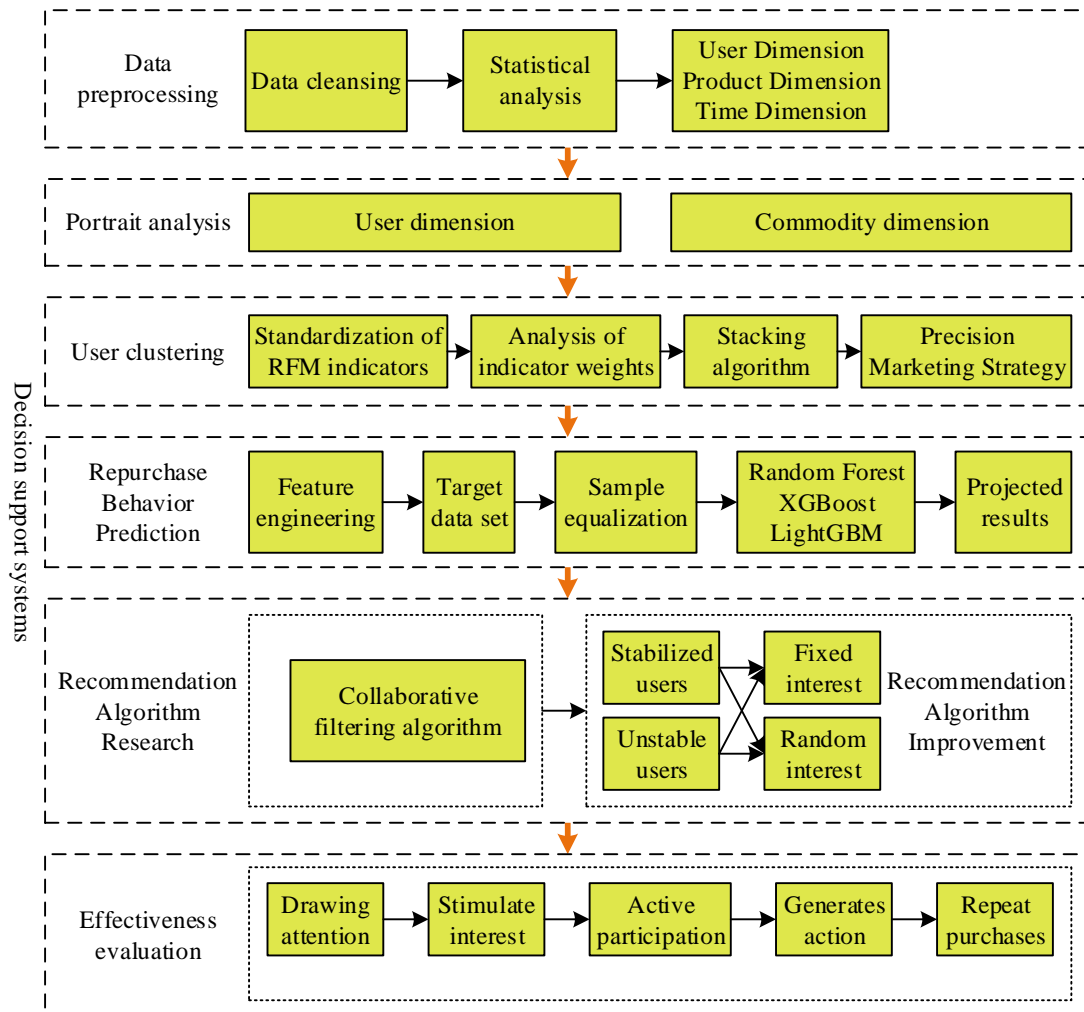 Decision support systems
Data
preprocessing
Data cleansing
Statistical
analysis
User Dimension
Product Dimension
Time Dimension
Portrait analysis
User dimension
Commodity dimension
User clustering
Standardization of
RFM indicators
Analysis of
indicator weights
Stacking
algorithm
Precision
Marketing Strategy
Repurchase
Behavior
Prediction
Feature
engineering
Target
data set
Sample
equalization
Random Forest
XGBoost
LightGBM
Projected
results
Recommendation
Algorithm
Research
Collaborative
filtering algorithm
Stabilized
users
Fixed
interest
Unstable
users
Random
interest
Recommendation
Algorithm
Improvement
Effectiveness
evaluation
Drawing
attention
Stimulate
interest
Active
participation
Generates
action
Repeat
purchases